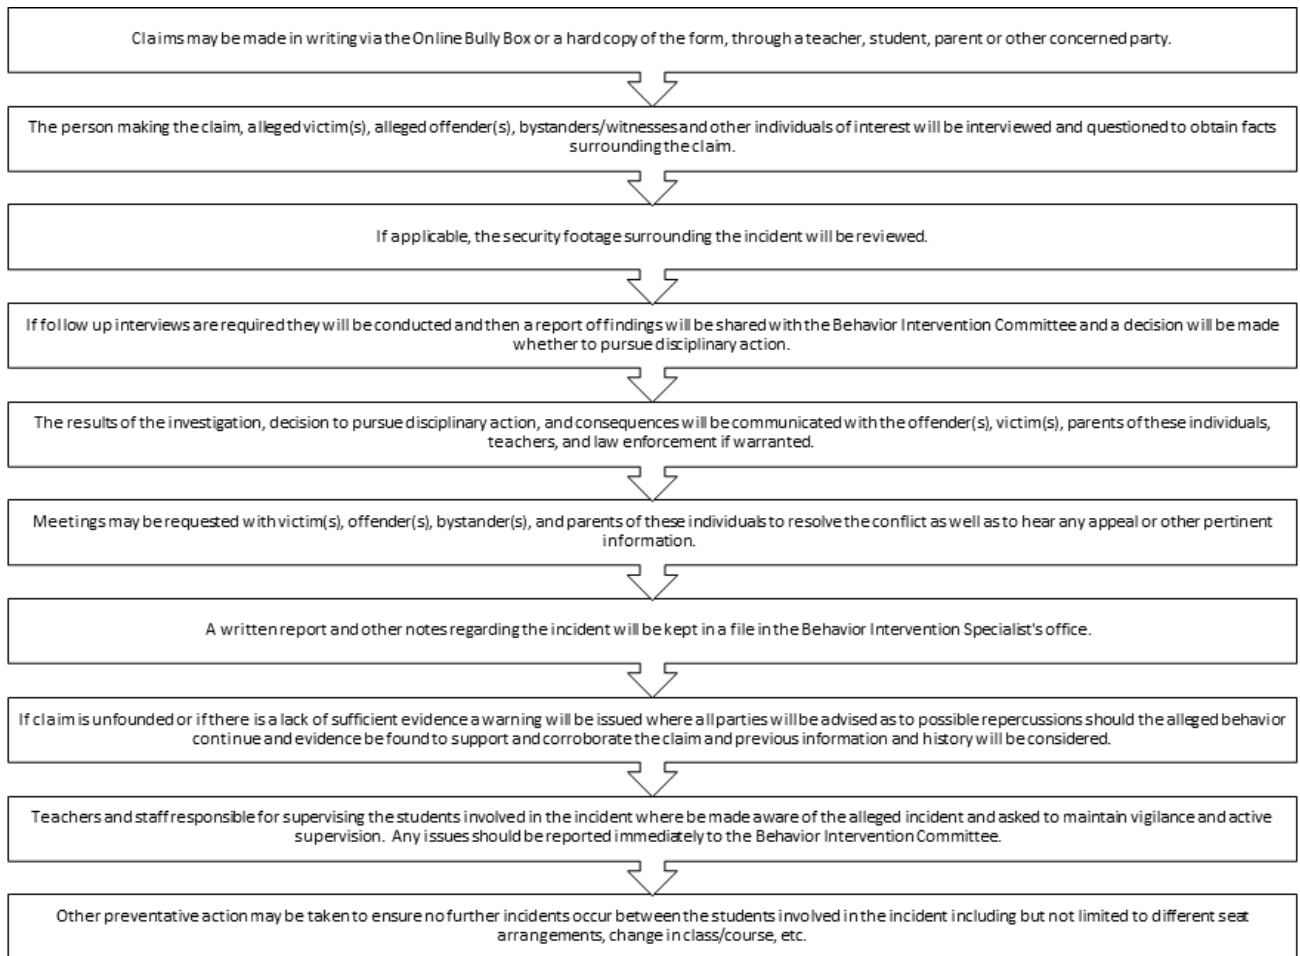 Claims may be made in writing via the Online Bully Box or a hard copy of the form, through a teacher, student, parent or other concerned party.
The person making the claim, alleged victim(s), alleged offender(s), bystanders/witnesses and other individuals of interest will be interviewed and questioned to obtain facts
surrounding the claim.
If applicable, the security footage surrounding the incident will be reviewed.
If follow up interviews are required they will be conducted and then a report of findings will be shared with the Behavior Intervention Committee and a decision will be made
whether to pursue disciplinary action.
The results of the investigation, decision to pursue disciplinary action, and consequences will be communicated with the offender(s), victim(s), parents of these individuals,
teachers, and law enforcement if warranted.
Meetings may be requested with victim(s), offender(s), bystander(s), and parents of these individuals to resolve the conflict as well as to hear any appeal or other pertinent
information.
A written report and other notes regarding the incident will be kept in a file in the Behavior Intervention Specialist's office.
If claim is unfounded or if there is a lack of sufficient evidence a warning will be issued where all parties will be advised as to possible repercussions should the alleged behavior
continue and evidence be found to support and corroborate the claim and previous information and history will be considered.
Teachers and staff responsible for supervising the students involved in the incident where be made aware of the alleged incident and asked to maintain vigilance and active
supervision. Any issues should be reported immediately to the Behavior Intervention Committee.
Other preventative action may be taken to ensure no further incidents occur between the students involved in the incident including but not limited to different seat
arrangements, change in class/course, etc.